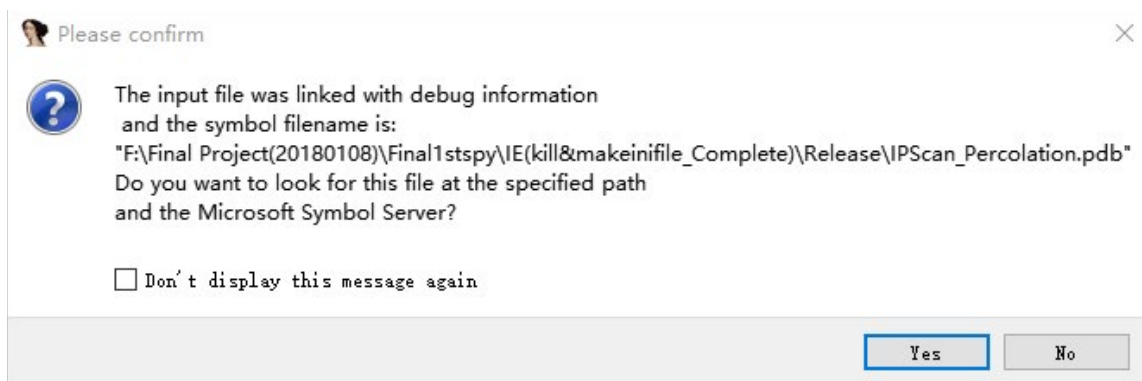 Please confirm
The input file was linked with debug information
and the symbol filename is:
"F:\Final Project(20180108)\Final1stspy\IE(kill&makeinifile_Complete)\Release\IPScan_Percolation.pdb"
Do you want to look for this file at the specified path
and the Microsoft Symbol Server?
Don't display this message again
Yes
No